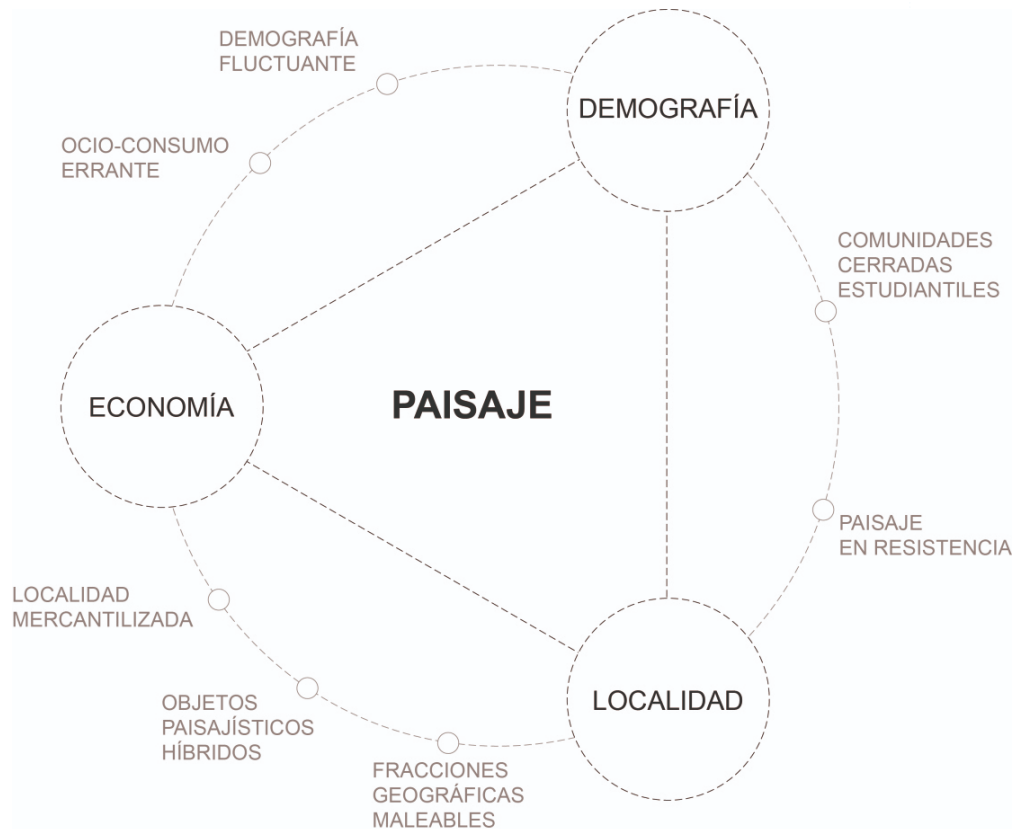 DEMOGRAFÍA
FLUCTUANTE
DEMOGRAFÍA
OCIO-CONSUMO
ERRANTE
COMUNIDADES
CERRADAS
ESTUDIANTILES
ECONOMÍA
PAISAJE
PAISAJE
EN RESISTENCIA
LOCALIDAD
MERCANTILIZADA
LOCALIDAD
OBJETOS
PAISAJÍSTICOS
HÍBRIDOS
FRACCIONES
GEOGRÁFICAS
MALEABLES